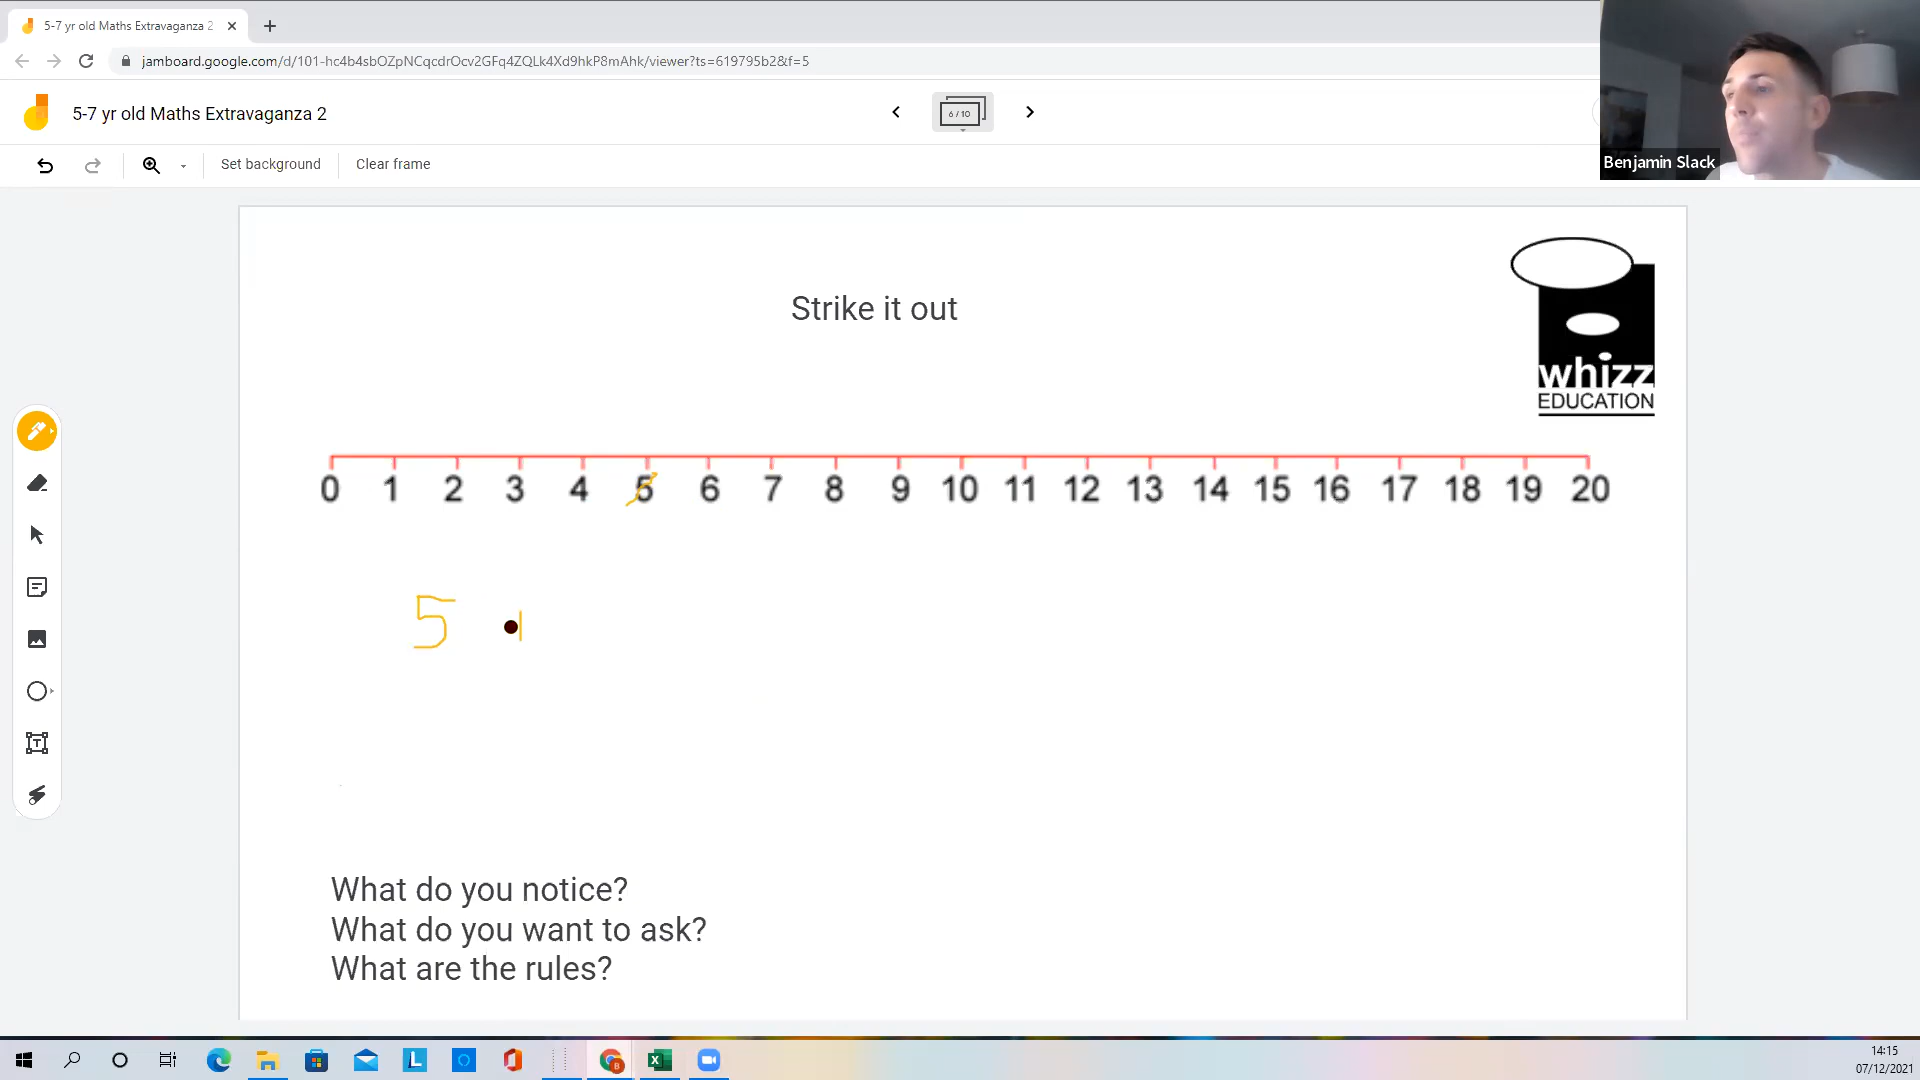 5-7 yr old Maths Extravaganza 2
jamboard.google.com/d/101-hc4b4sbOZpNCqcdrOcv2GFq4ZQLk4Xd9hkP8mAhk/viewer?ts=619795b2&f=5
5-7 yr old Maths Extravaganza 2
6 / 10
Set background
Clear frame
Benjamin Slack
Strike it out
whizz
EDUCATION
0 1 2 3 4 5 6 7 8 9 10 11 12 13 14 15 16 17 18 19 20
5
What do you notice?
What do you want to ask?
What are the rules?
14:15
07/12/2021